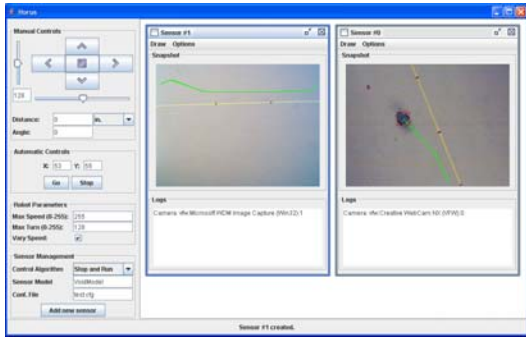 Horus
Manual Controls
128
Distance: 0 in.
Angle: 0
Automatic Controls
X: 53 Y: 55
Go Stop
Robot Parameters
Max Speed (0-255): 255
Max Turn (0-255): 128
Vary Speed:
Sensor Management
Control Algorithm Stop and Run
Sensor Model VoidModel
Conf. File test.cfg
Add new sensor
Sensor #1
Draw Options
Snapshot
Logs
Camera: vfw:Microsoft WDM Image Capture (Win32):1
Sensor #0
Draw Options
Snapshot
Logs
Camera: vfw:Creative WebCam NX (VFW):0
Sensor #1 created.